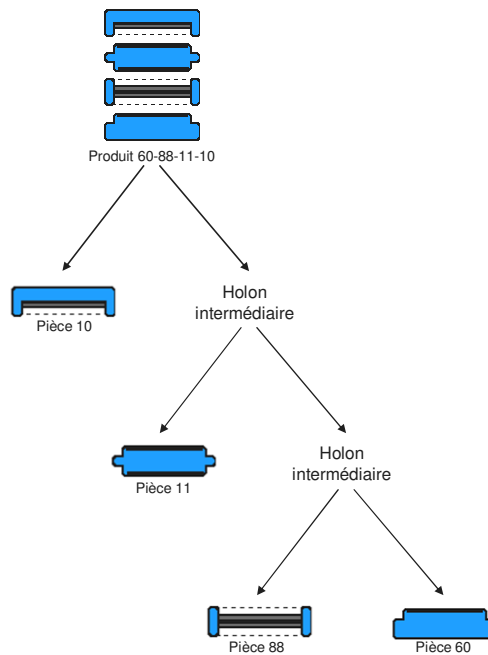 Produit 60-88-11-10
Pièce 10
Holon
intermédiaire
Pièce 11
Holon
intermédiaire
Pièce 88
Pièce 60